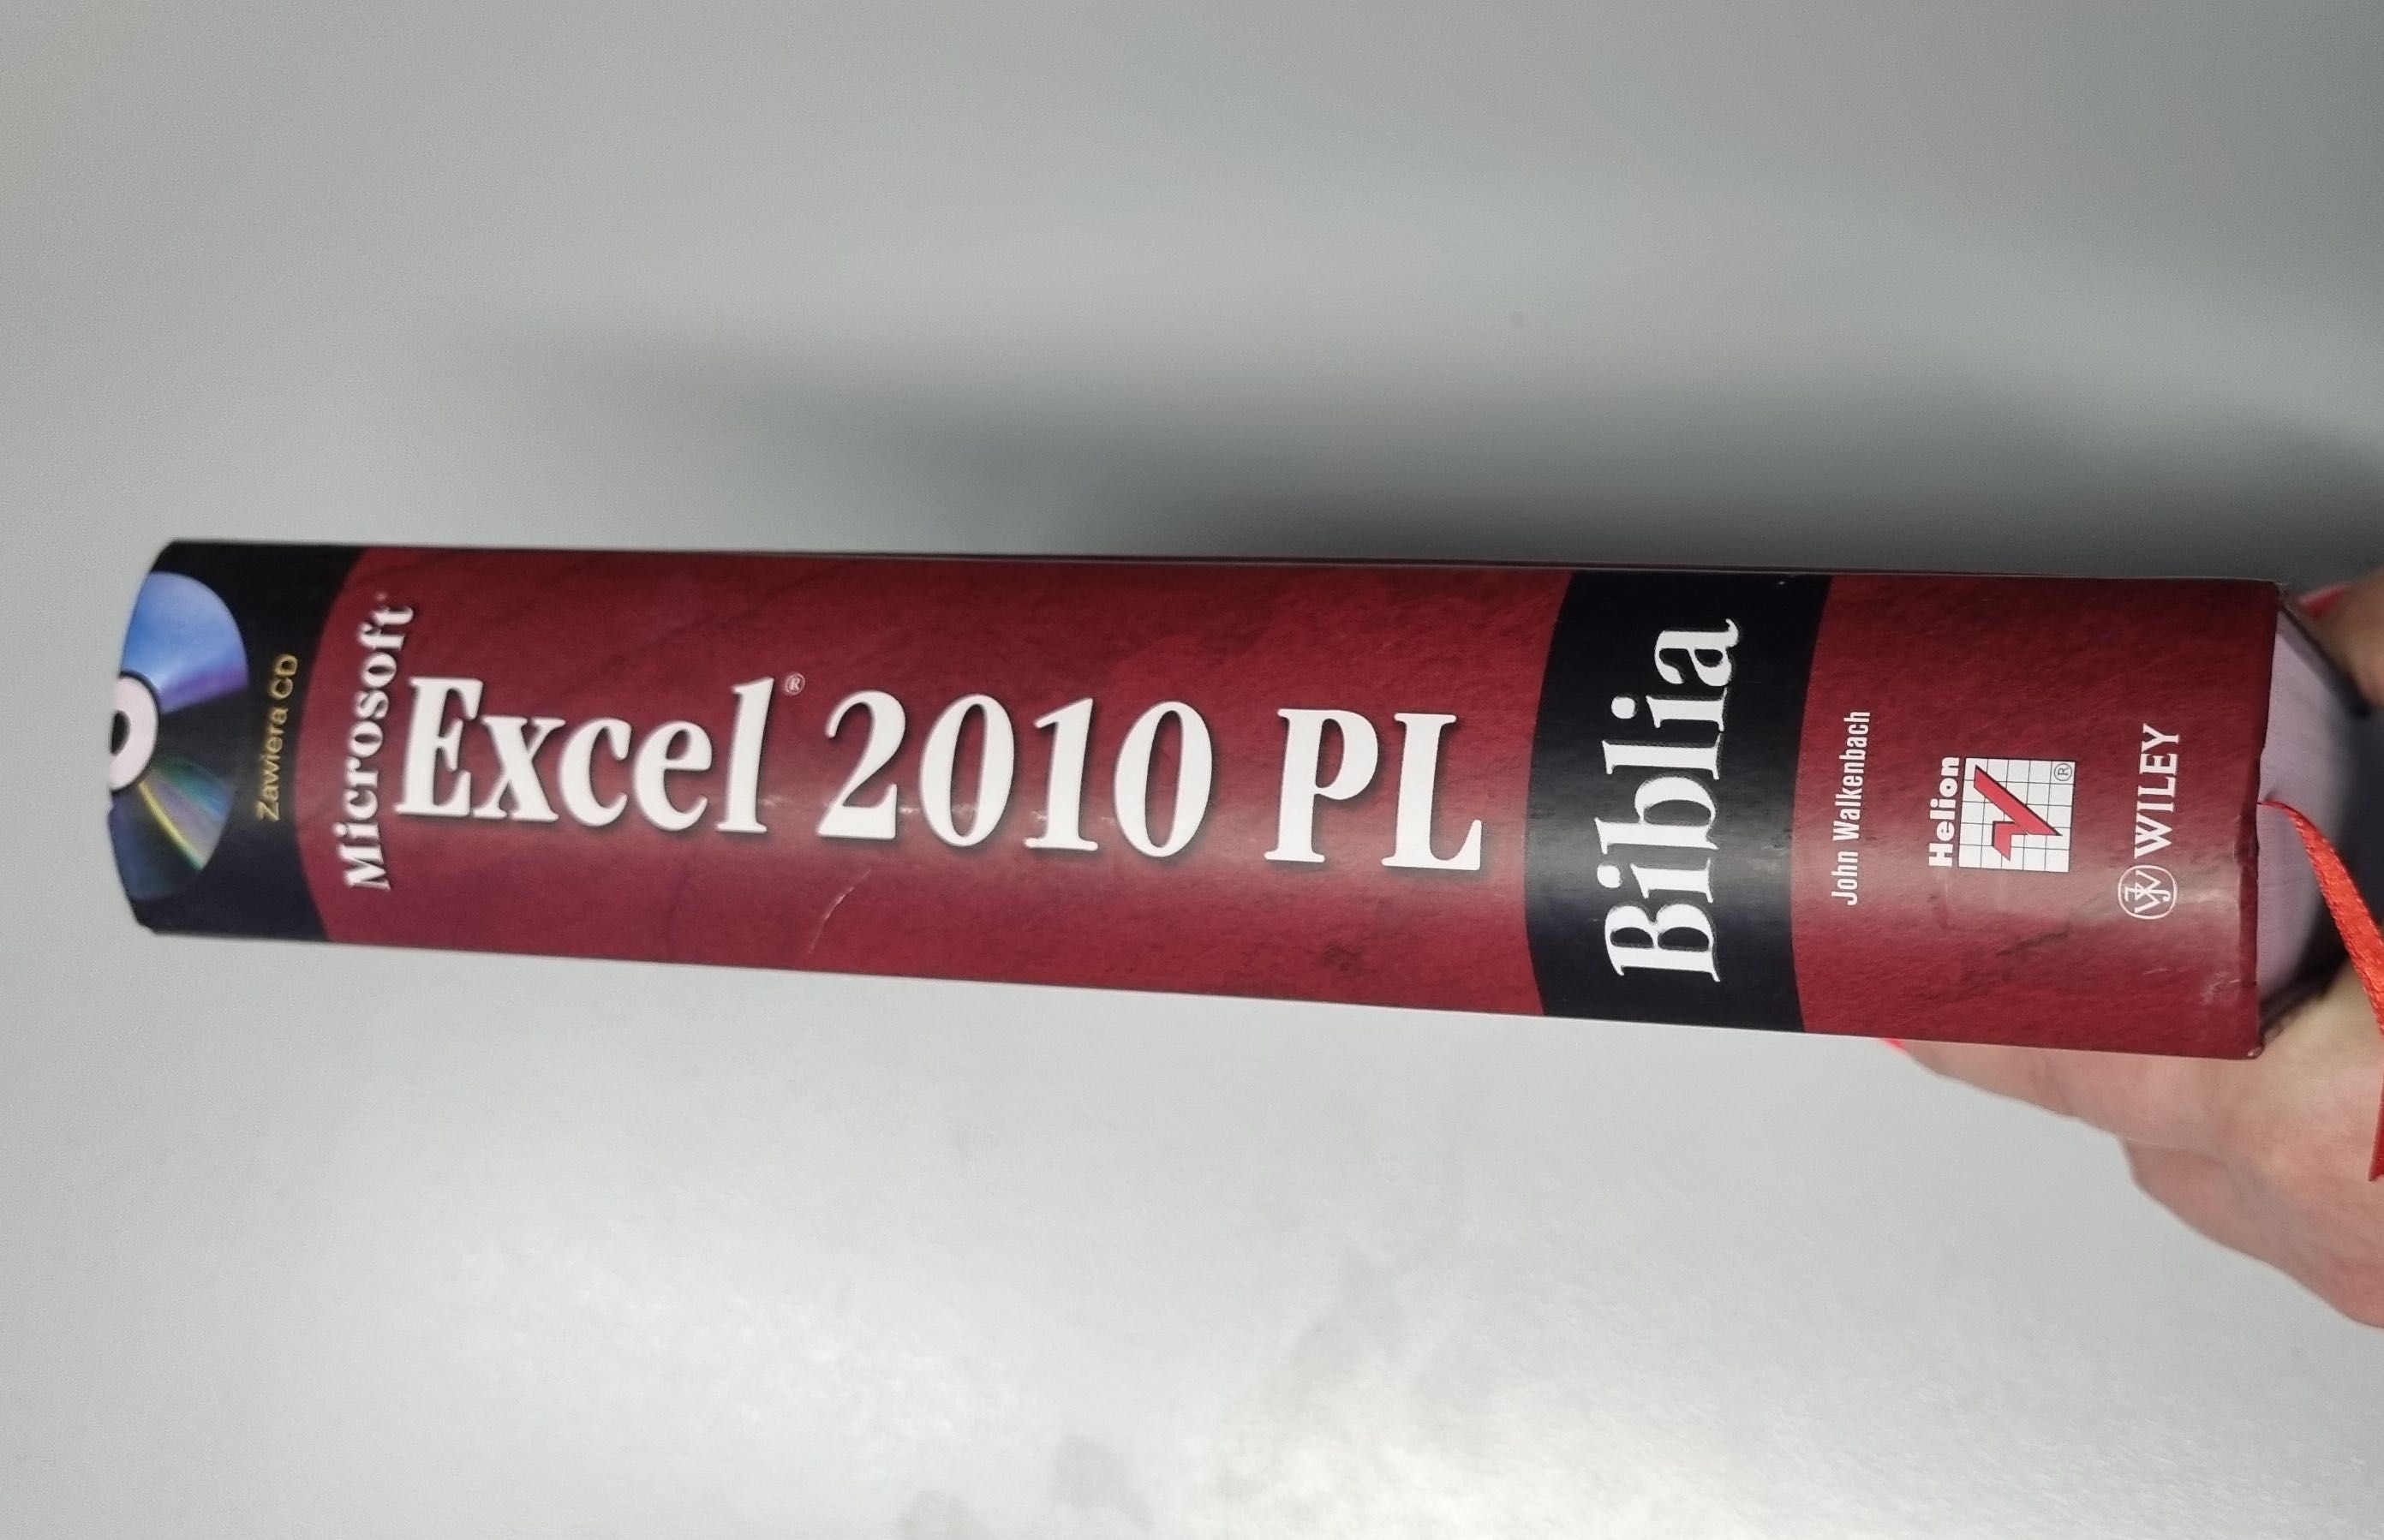 Zawiera CD
Microsoft
Excel® 2010 PL
Biblia
John Walkenbach
Helion
®
WILEY